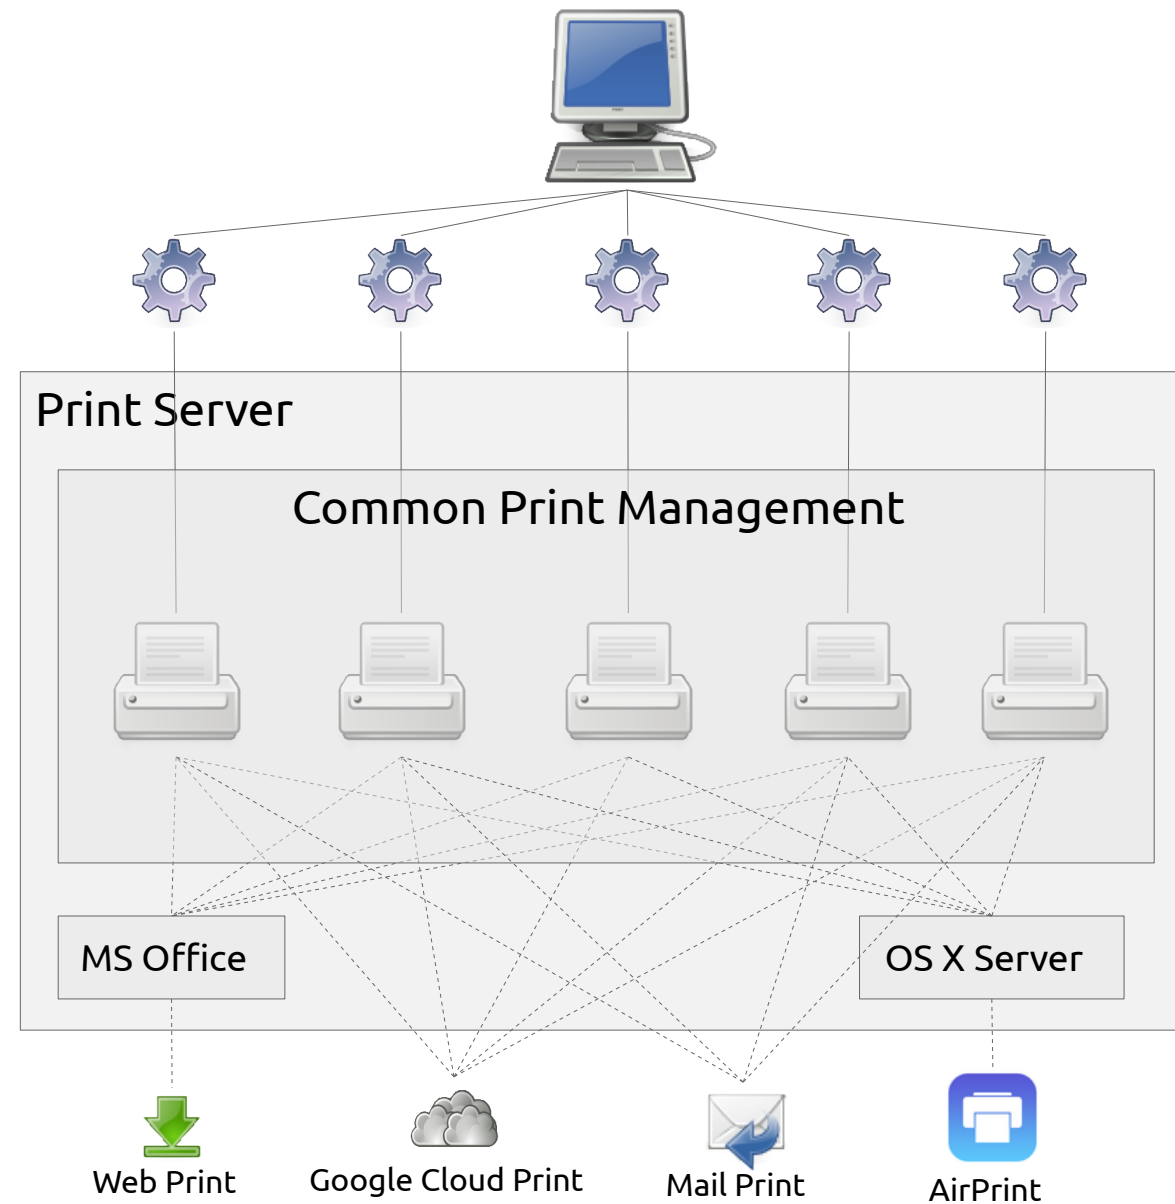 Print Server
Common Print Management
MS Office
OS X Server
Web Print
Google Cloud Print
Mail Print
AirPrint